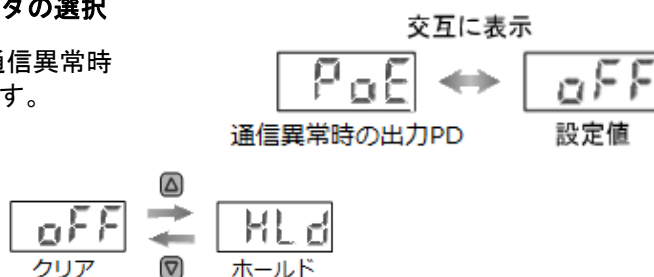 タの選択
交互に表示
通信異常時
す。
PoE
oFF
通信異常時の出力PD
設定値
oFF
HLd
クリア
ホールド